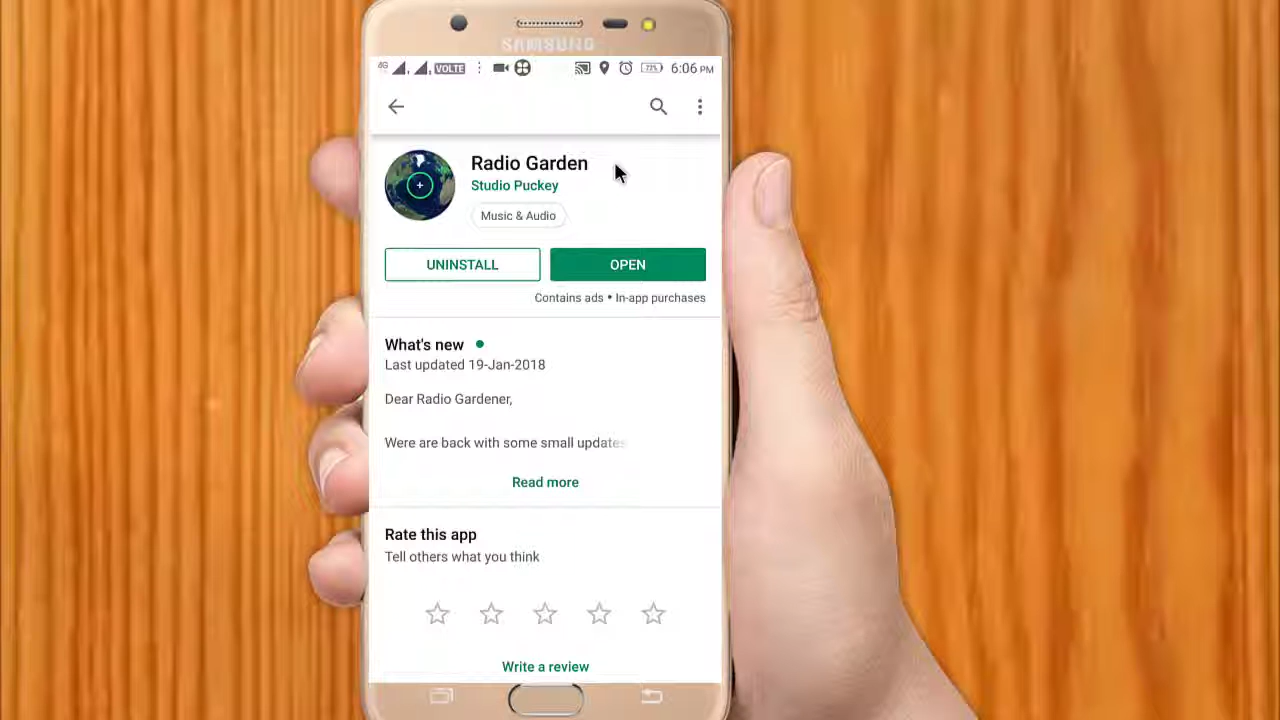 SAMSUNG
4G VOLTE 72% 6:06 PM
Radio Garden
Studio Puckey
Music & Audio
UNINSTALL OPEN
Contains ads • In-app purchases
What's new
Last updated 19-Jan-2018
Dear Radio Gardener,
Were are back with some small updates
Read more
Rate this app
Tell others what you think
Write a review